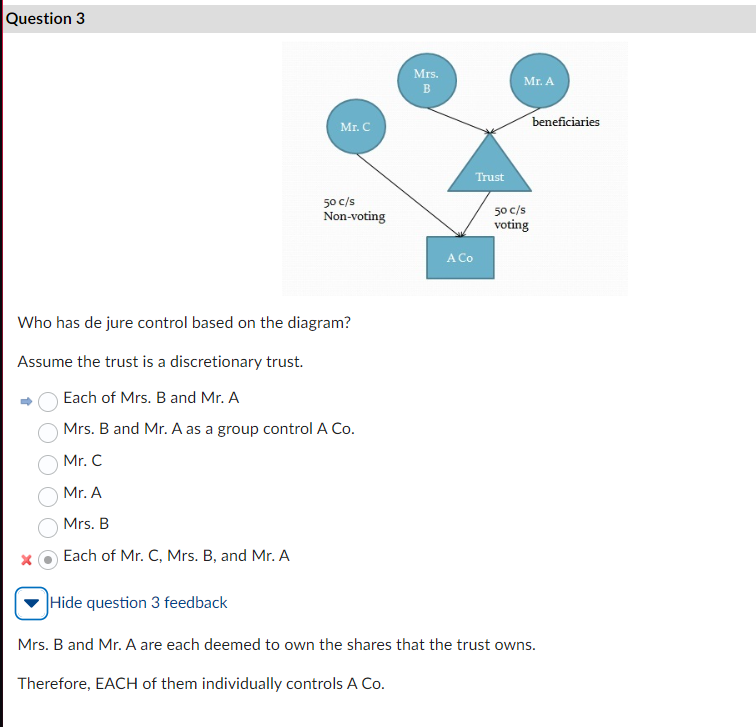 Question 3
Mrs.
B
Mr. A
Mr. C
beneficiaries
Trust
50 c/s
Non-voting
50 c/s
voting
A Co
Who has de jure control based on the diagram?
Assume the trust is a discretionary trust.
Each of Mrs. B and Mr. A
Mrs. B and Mr. A as a group control A Co.
Mr. C
Mr. A
Mrs. B
Each of Mr. C, Mrs. B, and Mr. A
Hide question 3 feedback
Mrs. B and Mr. A are each deemed to own the shares that the trust owns.
Therefore, EACH of them individually controls A Co.